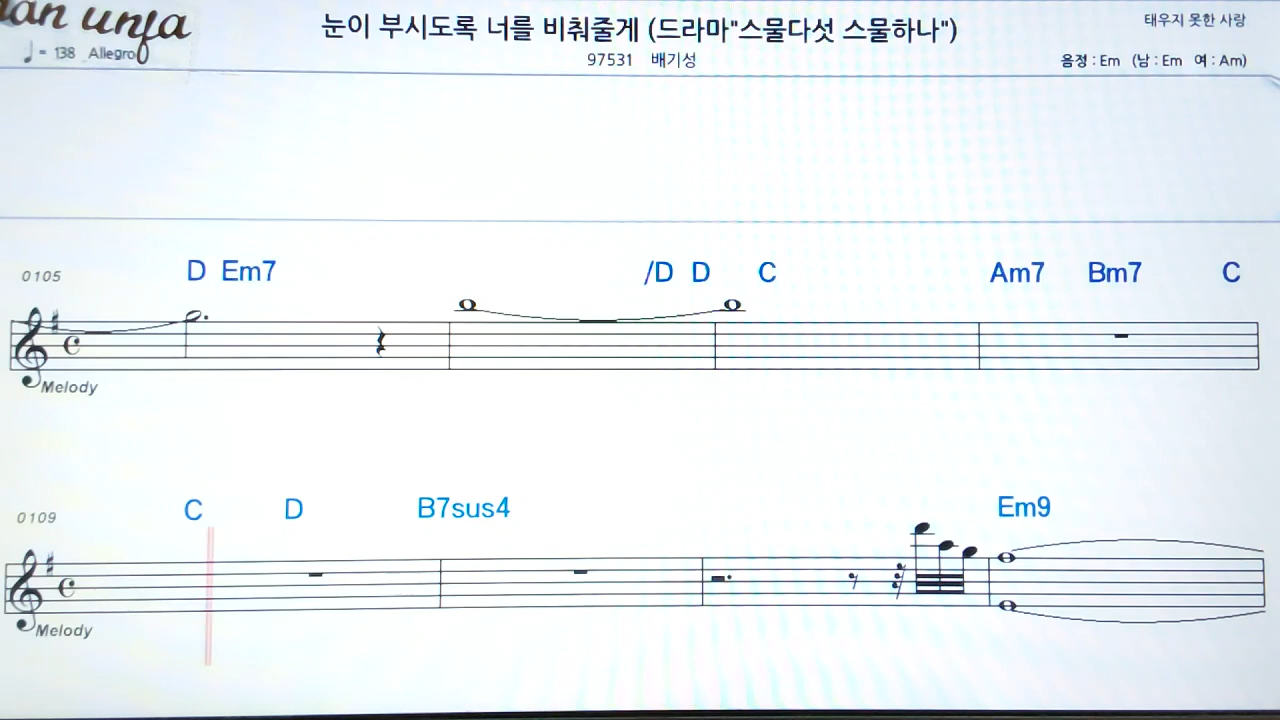 눈이 부시도록 너를 비춰줄게 (드라마"스물다섯 스물하나")
태우지 못한 사랑
♩ = 138 Allegro
97531 배기성
음정 : Em (남 : Em 여 : Am)
0105 D Em7 /D D C Am7 Bm7 C
Melody
0109 C D B7sus4 Em9
Melody